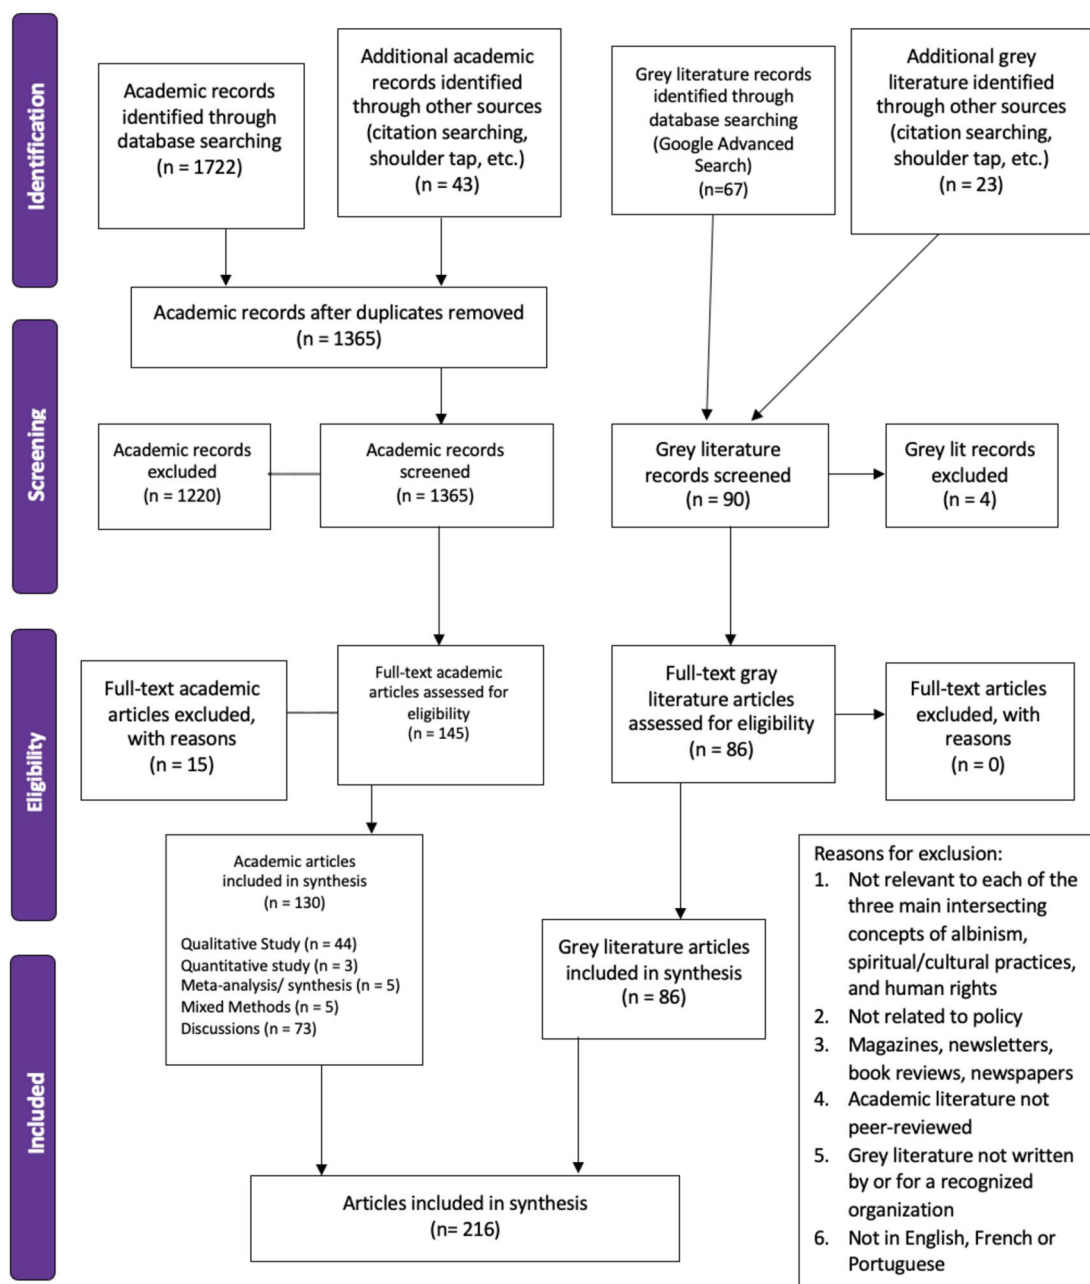 Identification
Academic records
identified through
database searching
(n = 1722)
Additional academic
records identified
through other sources
(citation searching,
shoulder tap, etc.)
(n = 43)
Grey literature records
identified through
database searching
(Google Advanced
Search)
(n=67)
Additional grey
literature identified
through other sources
(citation searching,
shoulder tap, etc.)
(n = 23)
Academic records after duplicates removed
(n = 1365)
Screening
Academic records
excluded
(n = 1220)
Academic records
screened
(n = 1365)
Grey literature
records screened
(n = 90)
Grey lit records
excluded
(n = 4)
Eligibility
Full-text academic
articles excluded,
with reasons
(n = 15)
Full-text academic
articles assessed for
eligibility
(n = 145)
Full-text gray
literature articles
assessed for eligibility
(n = 86)
Full-text articles
excluded, with
reasons
(n = 0)
Academic articles
included in synthesis
(n = 130)
Qualitative Study (n = 44)
Quantitative study (n = 3)
Meta-analysis/ synthesis (n = 5)
Mixed Methods (n = 5)
Discussions (n = 73)
Grey literature articles
included in synthesis
(n = 86)
Included
Articles included in synthesis
(n= 216)
Reasons for exclusion:
1. Not relevant to each of the
three main intersecting
concepts of albinism,
spiritual/cultural practices,
and human rights
2. Not related to policy
3. Magazines, newsletters,
book reviews, newspapers
4. Academic literature not
peer-reviewed
5. Grey literature not written
by or for a recognized
organization
6. Not in English, French or
Portuguese